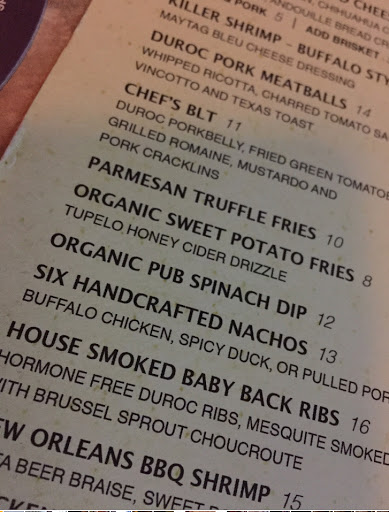 CHEE
ANDOUILLE BREAD CR
PORK 5 | ADD BRISKET
KILLER SHRIMP - BUFFALO STY
MAYTAG BLEU CHEESE DRESSING
DUROC PORK MEATBALLS 14
WHIPPED RICOTTA, CHARRED TOMATO SA
VINCOTTO AND TEXAS TOAST
CHEF'S BLT 11
DUROC PORKBELLY, FRIED GREEN TOMATOE
GRILLED ROMAINE, MUSTARDO AND
PORK CRACKLINS
PARMESAN TRUFFLE FRIES 10
ORGANIC SWEET POTATO FRIES 8
TUPELO HONEY CIDER DRIZZLE
ORGANIC PUB SPINACH DIP 12
SIX HANDCRAFTED NACHOS 13
BUFFALO CHICKEN, SPICY DUCK, OR PULLED POR
HOUSE SMOKED BABY BACK RIBS 16
HORMONE FREE DUROC RIBS, MESQUITE SMOKED
WITH BRUSSEL SPROUT CHOUCROUTE
EW ORLEANS BBQ SHRIMP 15
TA BEER BRAISE, SWEET